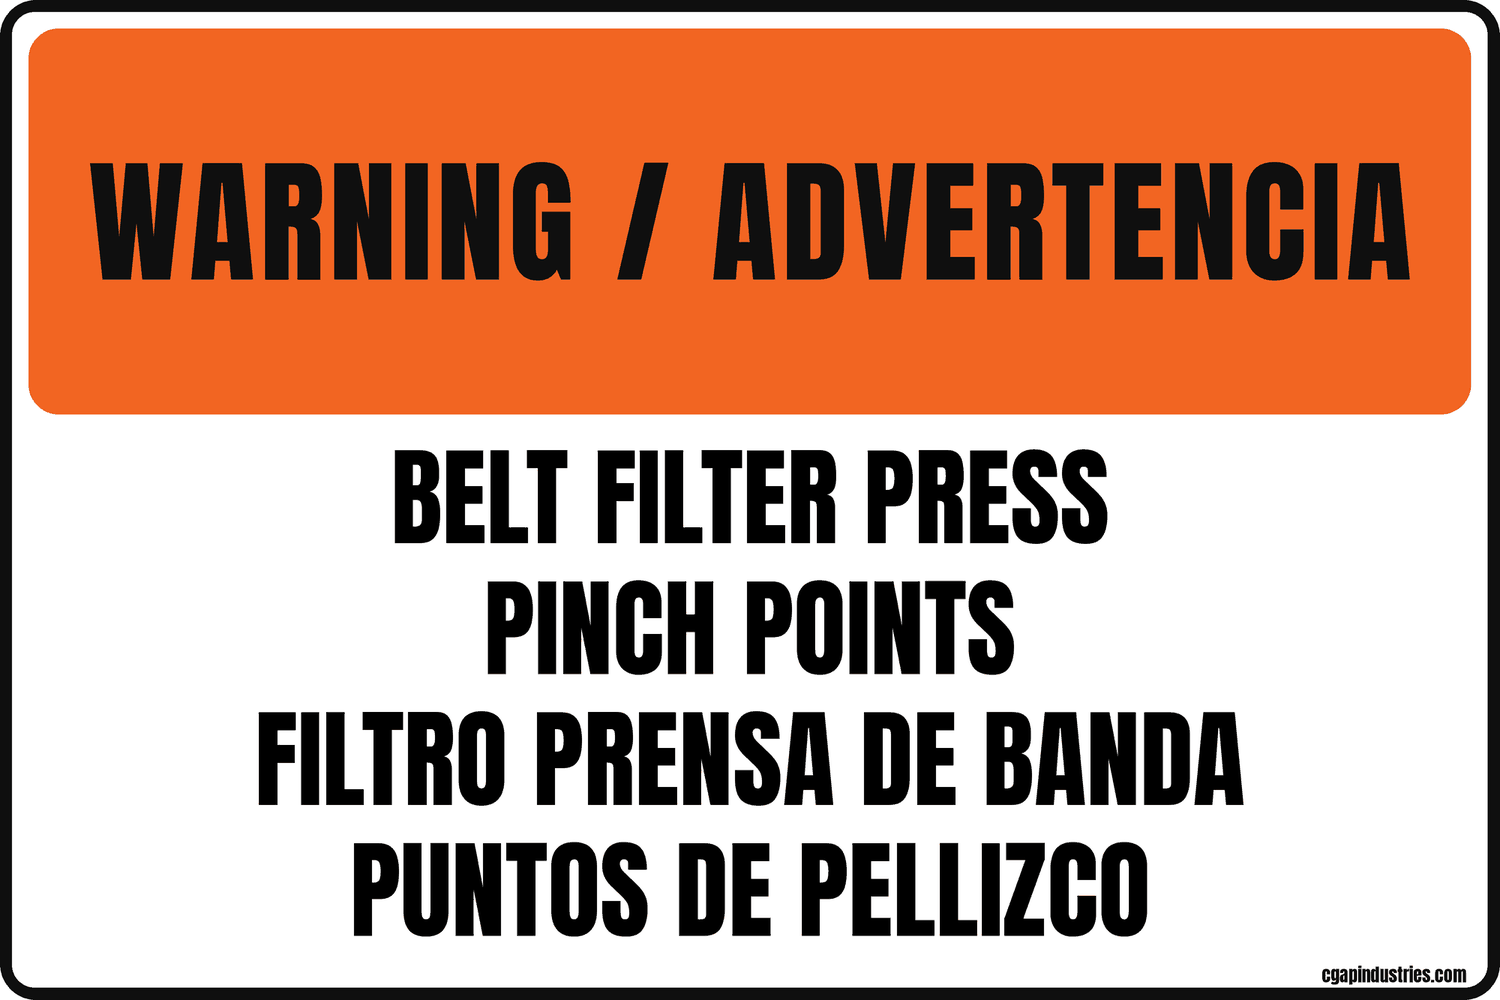 WARNING / ADVERTENCIA
BELT FILTER PRESS
PINCH POINTS
FILTRO PRENSA DE BANDA
PUNTOS DE PELLIZCO
cgapindustries.com